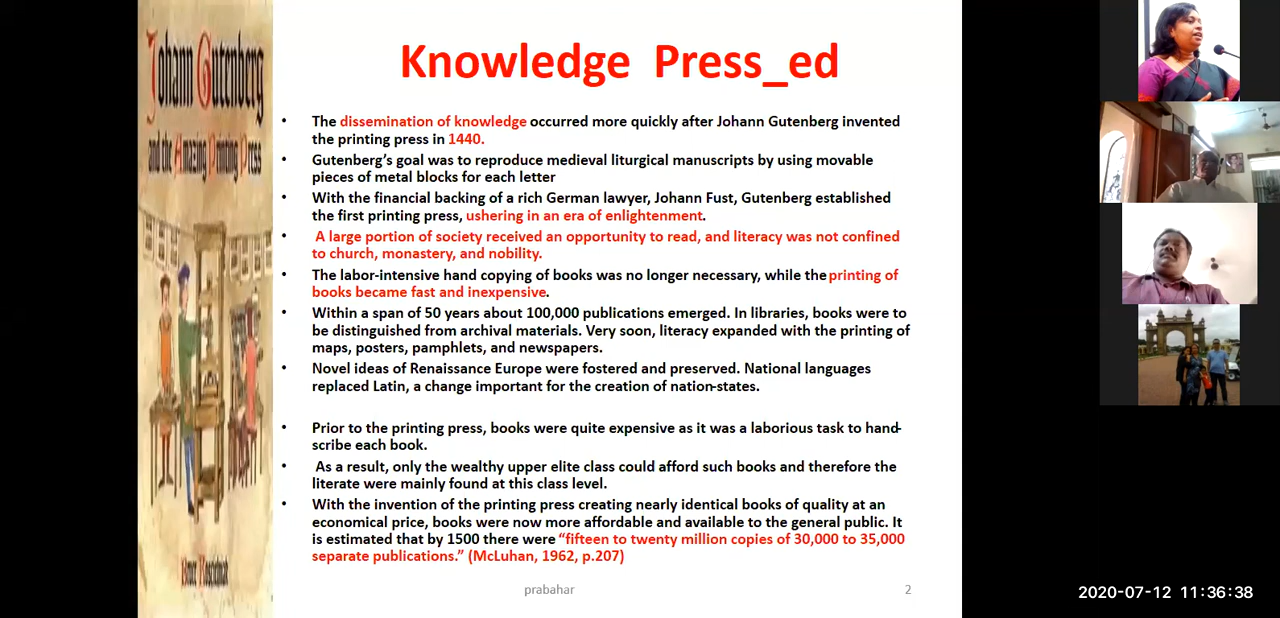 Johann Gutenberg
and the Amazing Printing Press
Knowledge Press_ed
• The dissemination of knowledge occurred more quickly after Johann Gutenberg invented
the printing press in 1440.
• Gutenberg's goal was to reproduce medieval liturgical manuscripts by using movable
pieces of metal blocks for each letter
• With the financial backing of a rich German lawyer, Johann Fust, Gutenberg established
the first printing press, ushering in an era of enlightenment.
• A large portion of society received an opportunity to read, and literacy was not confined
to church, monastery, and nobility.
• The labor-intensive hand copying of books was no longer necessary, while the printing of
books became fast and inexpensive.
• Within a span of 50 years about 100,000 publications emerged. In libraries, books were to
be distinguished from archival materials. Very soon, literacy expanded with the printing of
maps, posters, pamphlets, and newspapers.
• Novel ideas of Renaissance Europe were fostered and preserved. National languages
replaced Latin, a change important for the creation of nation-states.
• Prior to the printing press, books were quite expensive as it was a laborious task to hand-
scribe each book.
• As a result, only the wealthy upper elite class could afford such books and therefore the
literate were mainly found at this class level.
• With the invention of the printing press creating nearly identical books of quality at an
economical price, books were now more affordable and available to the general public. It
is estimated that by 1500 there were “fifteen to twenty million copies of 30,000 to 35,000
separate publications.” (McLuhan, 1962, p.207)
prabahar
2
2020-07-12 11:36:38